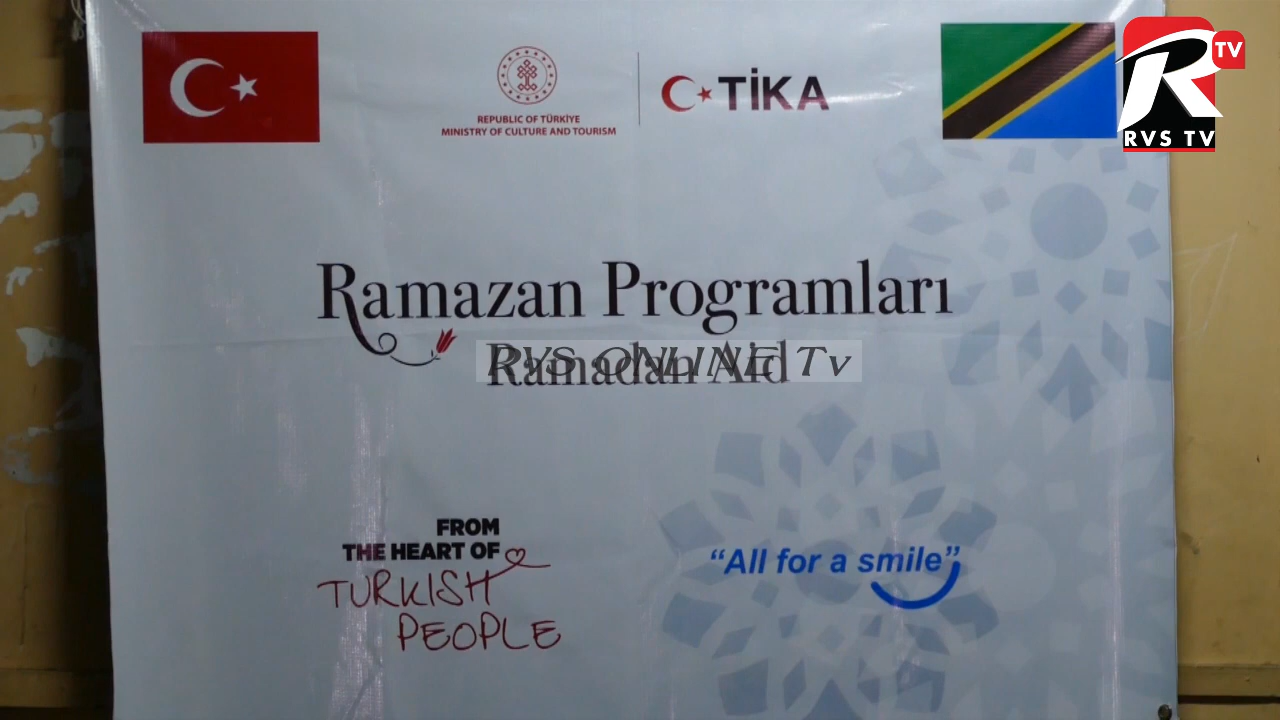 REPUBLIC OF TÜRKİYE
MINISTRY OF CULTURE AND TOURISM
TİKA
TV
R
RVS TV
Ramazan Programları
RVS ONLINE Tv
Ramadan Aid
FROM
THE HEART OF
TURKISH
PEOPLE
“All for a smile”